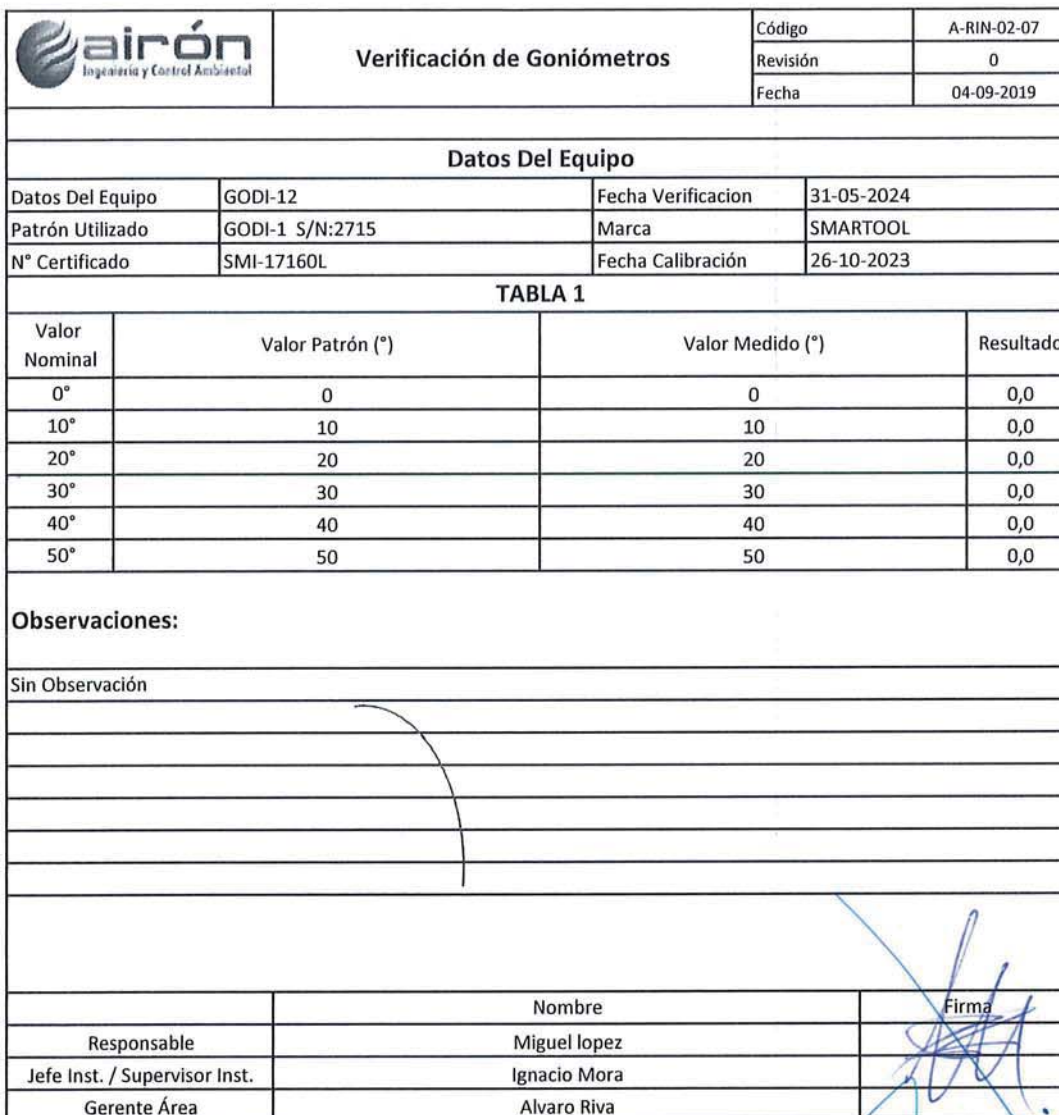 airón
Ingeniería y Control Ambiental
Verificación de Goniómetros
Código A-RIN-02-07
Revisión 0
Fecha 04-09-2019
Datos Del Equipo
Datos Del Equipo GODI-12 Fecha Verificacion 31-05-2024
Patrón Utilizado GODI-1 S/N:2715 Marca SMARTOOL
N° Certificado SMI-17160L Fecha Calibración 26-10-2023
TABLA 1
Valor Nominal Valor Patrón (°) Valor Medido (°) Resultado
0° 0 0 0,0
10° 10 10 0,0
20° 20 20 0,0
30° 30 30 0,0
40° 40 40 0,0
50° 50 50 0,0
Observaciones:
Sin Observación
Nombre Firma
Responsable Miguel lopez
Jefe Inst. / Supervisor Inst. Ignacio Mora
Gerente Área Alvaro Riva